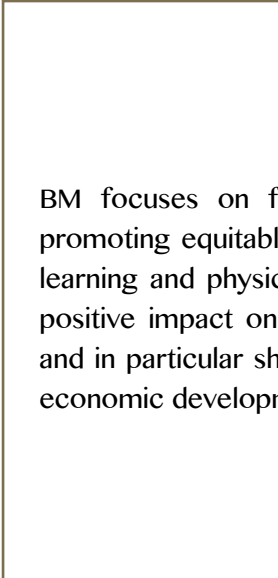 BM focuses on f
promoting equitabl
learning and physic
positive impact on
and in particular sh
economic developm